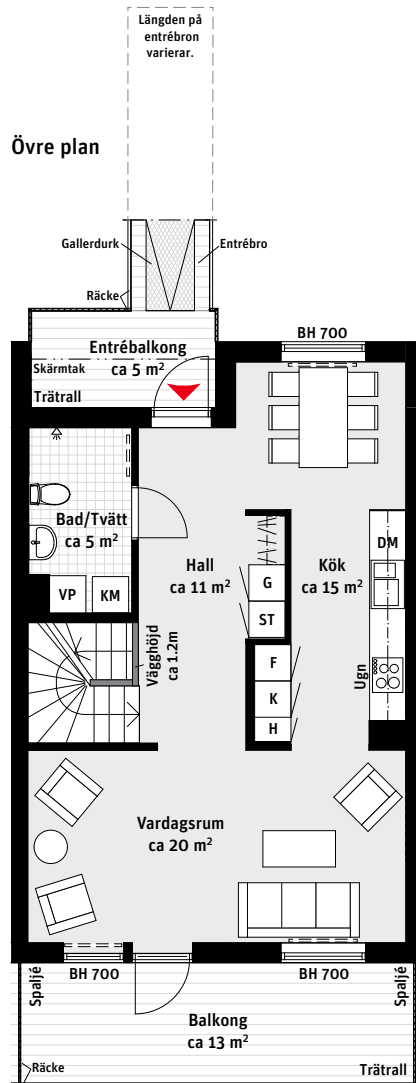 Längden på
entrébron
varierar.
Övre plan
Gallerdurk
Entrébro
Räcke
Entrébalkong
ca 5 m²
Skärmtak
Trätrall
BH 700
Bad/Tvätt
ca 5 m²
VP
KM
Hall
ca 11 m²
G
ST
Kök
ca 15 m²
DM
Vägghöjd
ca 1.2m
F
K
H
Ugn
Vardagsrum
ca 20 m²
Spaljé
BH 700
BH 700
Spaljé
Balkong
ca 13 m²
Räcke
Trätrall